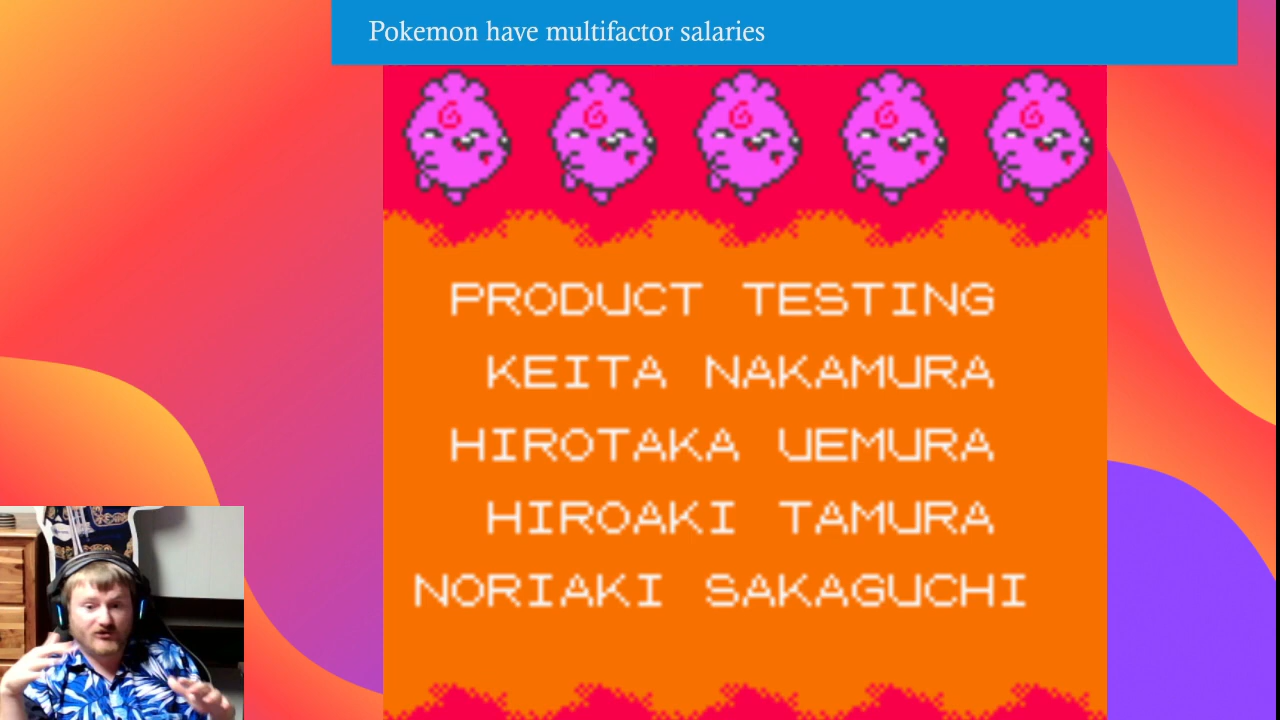 Pokemon have multifactor salaries
PRODUCT TESTING
KEITA NAKAMURA
HIROTAKA UEMURA
HIROAKI TAMURA
NORIAKI SAKAGUCHI